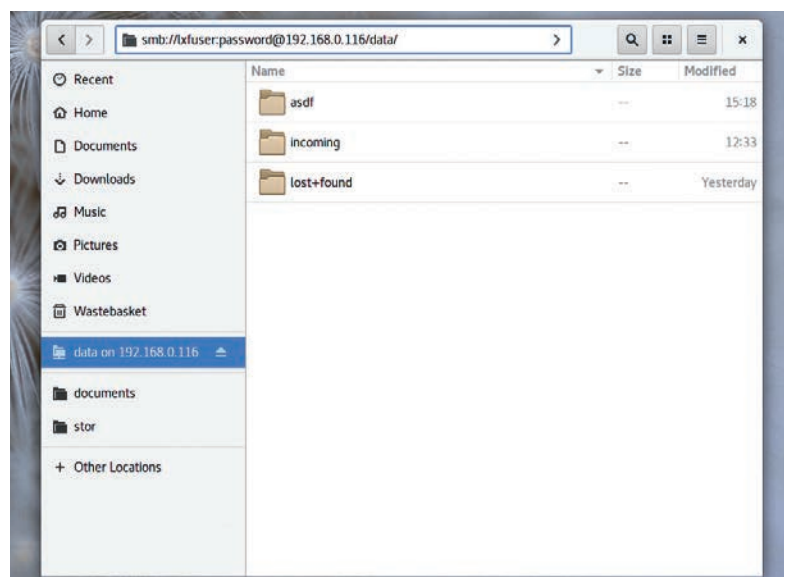 smb://lxfuser:password@192.168.0.116/data/
Recent
Home
Documents
Downloads
Music
Pictures
Videos
Wastebasket
data on 192.168.0.116
documents
stor
+ Other Locations
Name Size Modified
asdf -- 15:18
incoming -- 12:33
lost+found -- Yesterday